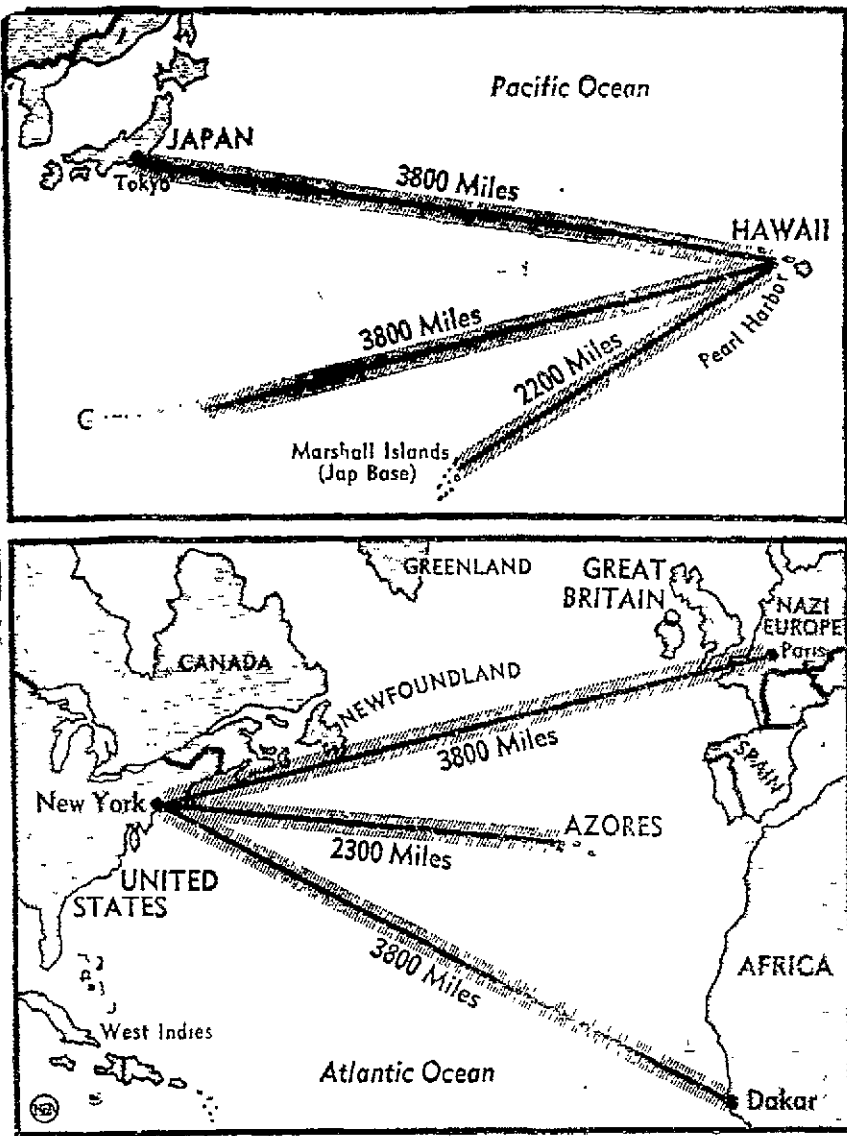 Pacific Ocean
JAPAN
Tokyo
3800 Miles
HAWAII
Pearl Harbor
3800 Miles
2200 Miles
G
Marshall Islands
(Jap Base)
GREENLAND
GREAT
BRITAIN
NAZI
EUROPE
Paris
CANADA
NEWFOUNDLAND
3800 Miles
SPAIN
New York
AZORES
2300 Miles
UNITED
STATES
3800 Miles
AFRICA
West Indies
Atlantic Ocean
Dakar